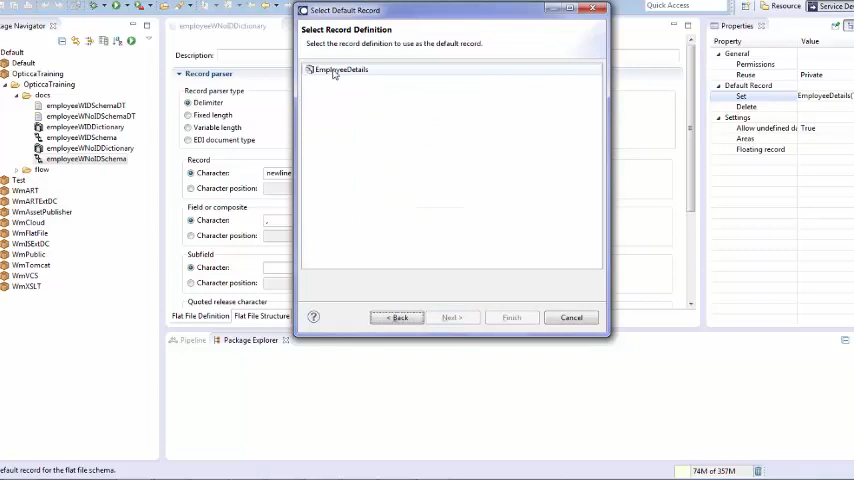 Select Default Record
Quick Access
Resource
Service De
ackage Navigator
employeeWNoIDDictionary
Properties
Select Record Definition
Select the record definition to use as the default record.
Property
Value
Default
Default
OpticcaTraining
OpticcaTraining
docs
employeeWIDSchemaDT
employeeWNoIDSchemaDT
employeeWIDDictionary
employeeWIDSchema
employeeWNoIDDictionary
employeeWNoIDSchema
flow
Test
WmART
WmARTExtDC
WmAssetPublisher
WmCloud
WmFlatFile
WmISExtDC
WmPublic
WmTomcat
WmVCS
WmXSLT
Description:
Record parser
Record parser type
Delimiter
Fixed length
Variable length
EDI document type
Record
Character:
newline
Character position:
Field or composite
Character:
,
Character position:
Subfield
Character:
Character position:
Quoted release character
Flat File Definition
Flat File Structure
EmployeeDetails
General
Permissions
Reuse
Private
Default Record
Set
EmployeeDetails(
Delete
Settings
Allow undefined da
True
Areas
Floating record
?
< Back
Next >
Finish
Cancel
Pipeline
Package Explorer
efault record for the flat file schema.
74M of 357M